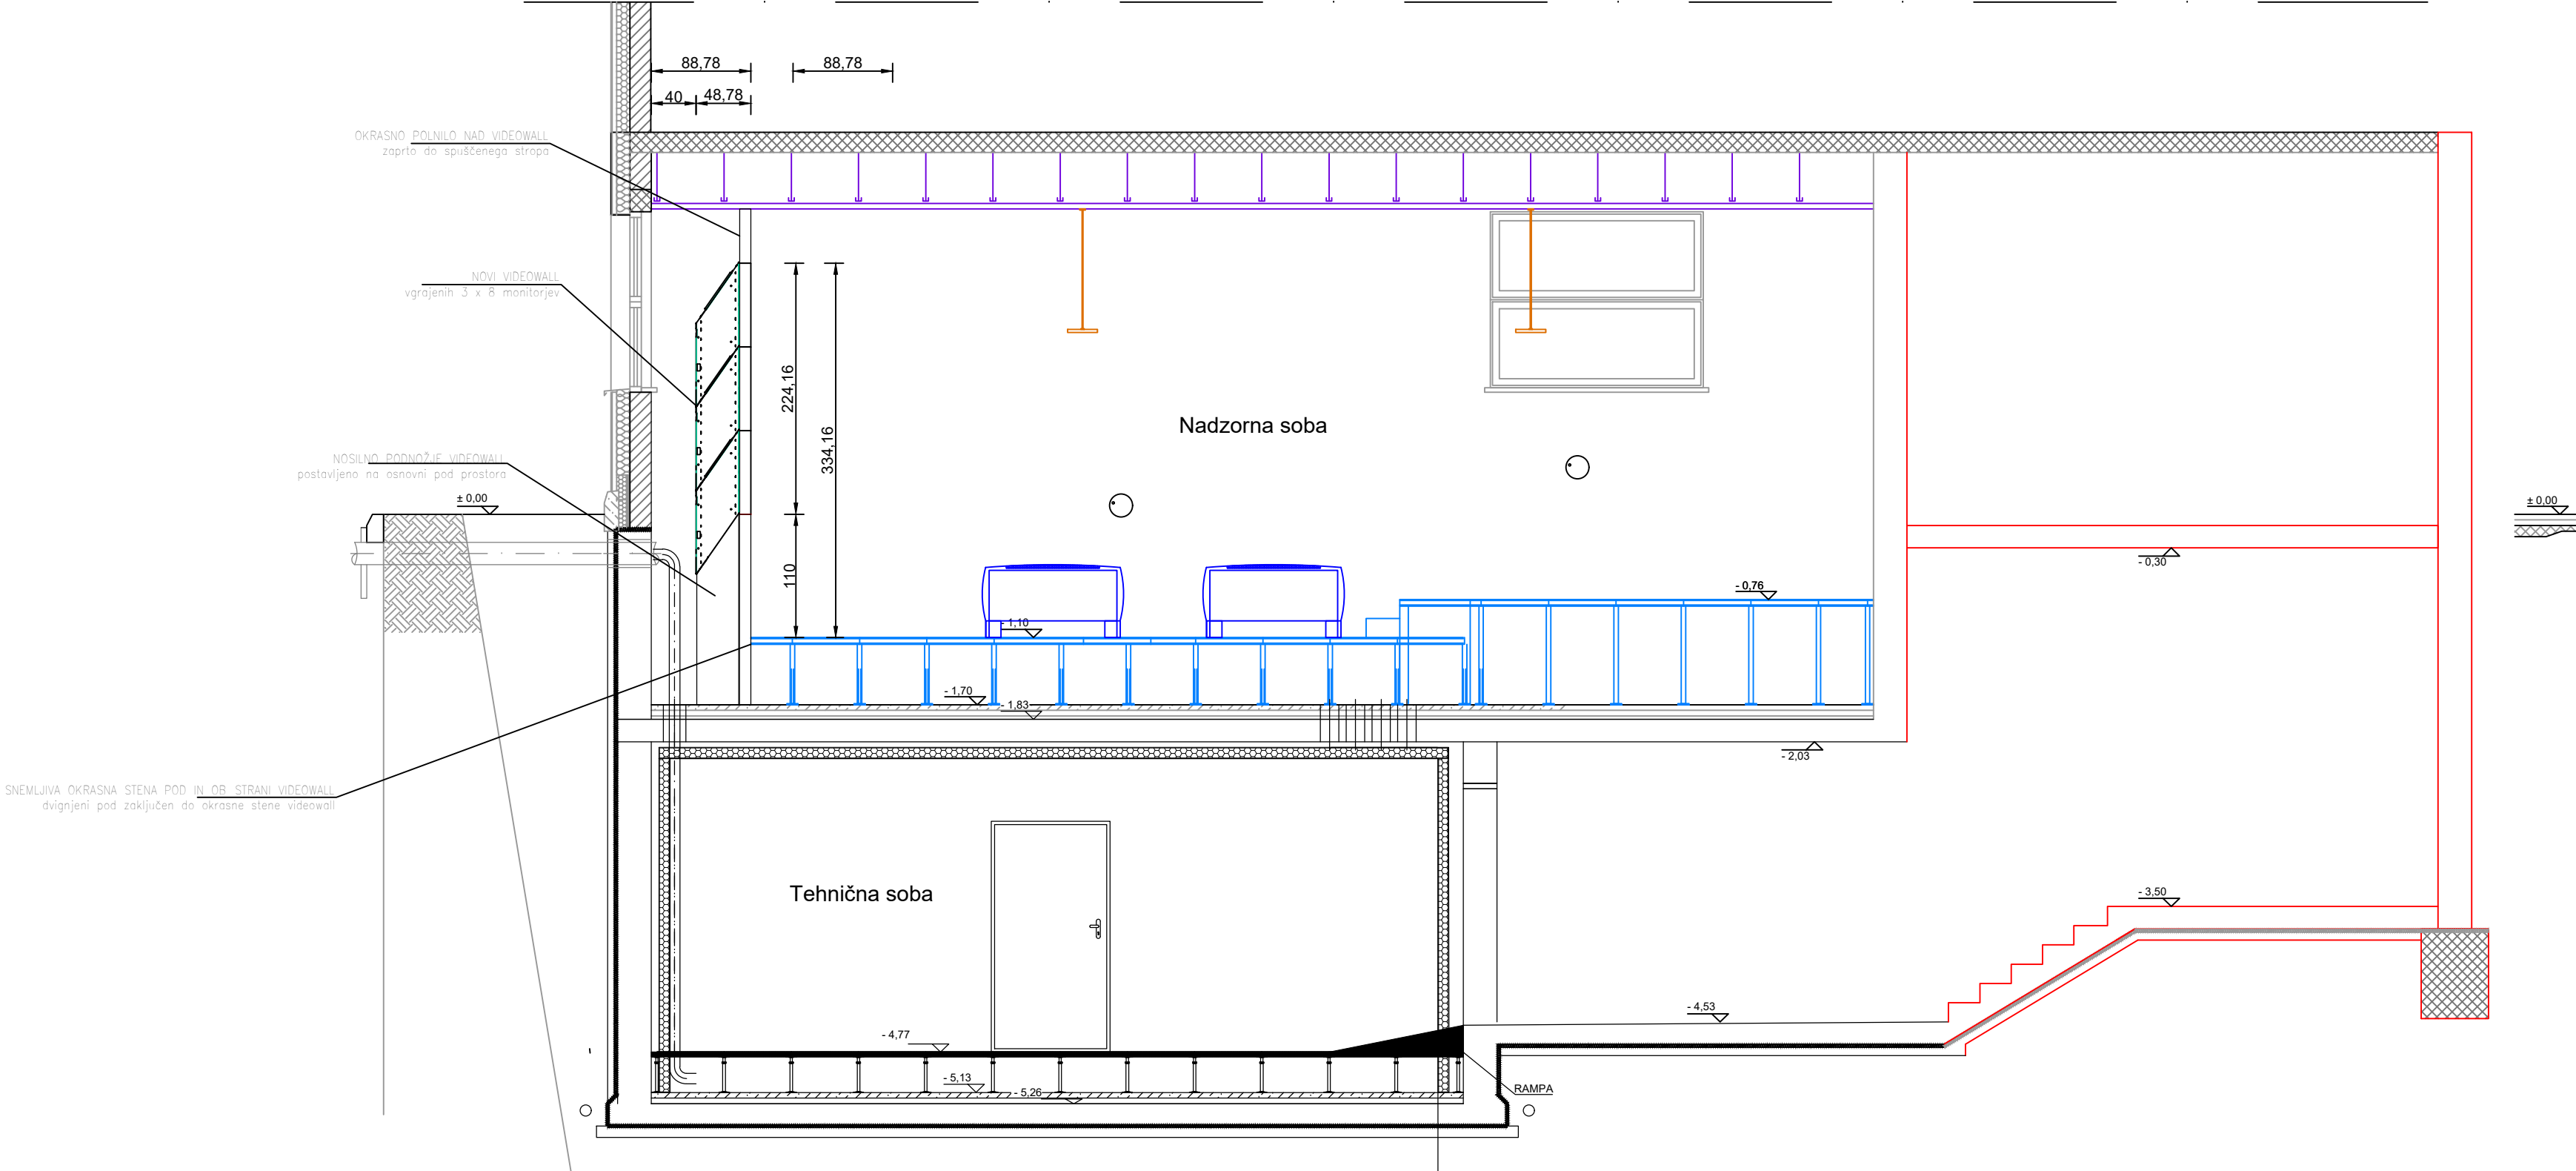 88,78
88,78
40
48,78
OKRASNO POLNILO NAD VIDEOWALL
zaprto do spuščenega stropa
NOVI VIDEOWALL
vgrajenih 3 x 8 monitorjev
224,16
334,16
Nadzorna soba
NOSILNO PODNOŽJE VIDEOWALL
postavljeno na osnovni pod prostora
± 0,00
± 0,00
- 0,30
110
- 0,76
- 1,10
- 1,70
- 1,83
- 2,03
SNEMLJIVA OKRASNA STENA POD IN OB STRANI VIDEOWALL
dvignjeni pod zaključen do okrasne stene videowall
Tehnična soba
- 3,50
- 4,53
- 4,77
- 5,13
- 5,26
RAMPA